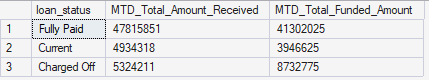 loan_status MTD_Total_Amount_Received MTD_Total_Funded_Amount
1 Fully Paid 47815851 41302025
2 Current 4934318 3946625
3 Charged Off 5324211 8732775